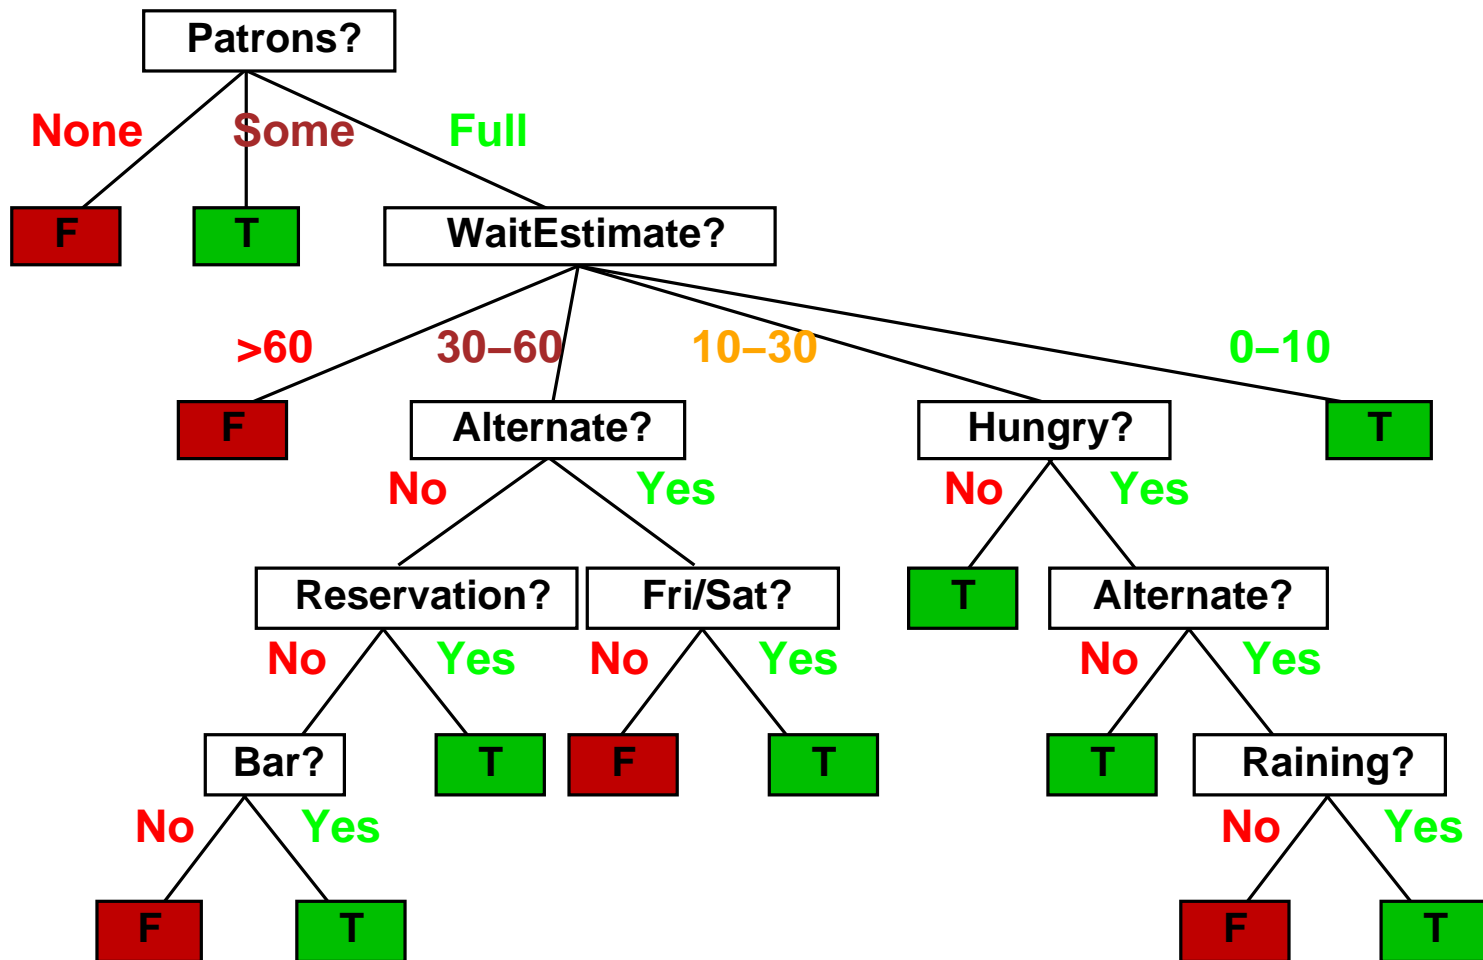 Patrons?
None Some Full
F T WaitEstimate?
>60 30–60 10–30 0–10
F Alternate? Hungry? T
No Yes No Yes
Reservation? Fri/Sat? T Alternate?
No Yes No Yes No Yes
Bar? T F T T Raining?
No Yes No Yes
F T F T